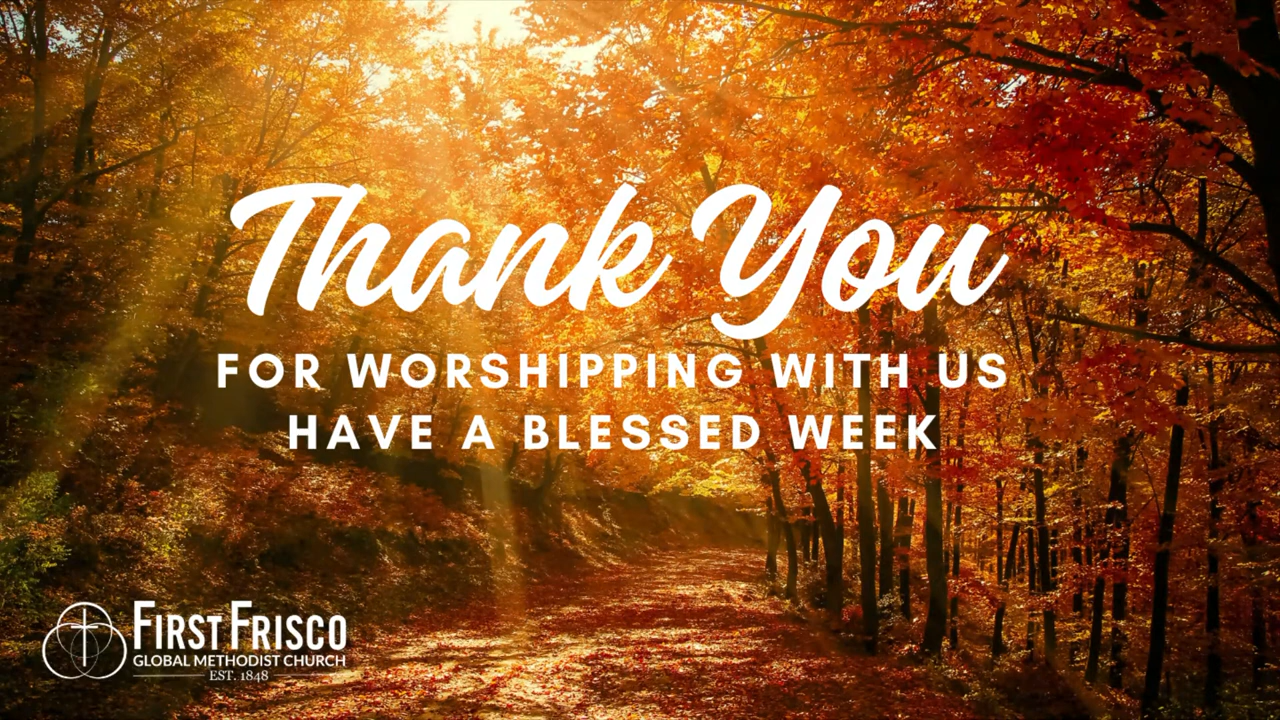 Thank You
FOR WORSHIPPING WITH US
HAVE A BLESSED WEEK
FIRST FRISCO
GLOBAL METHODIST CHURCH
EST. 1848